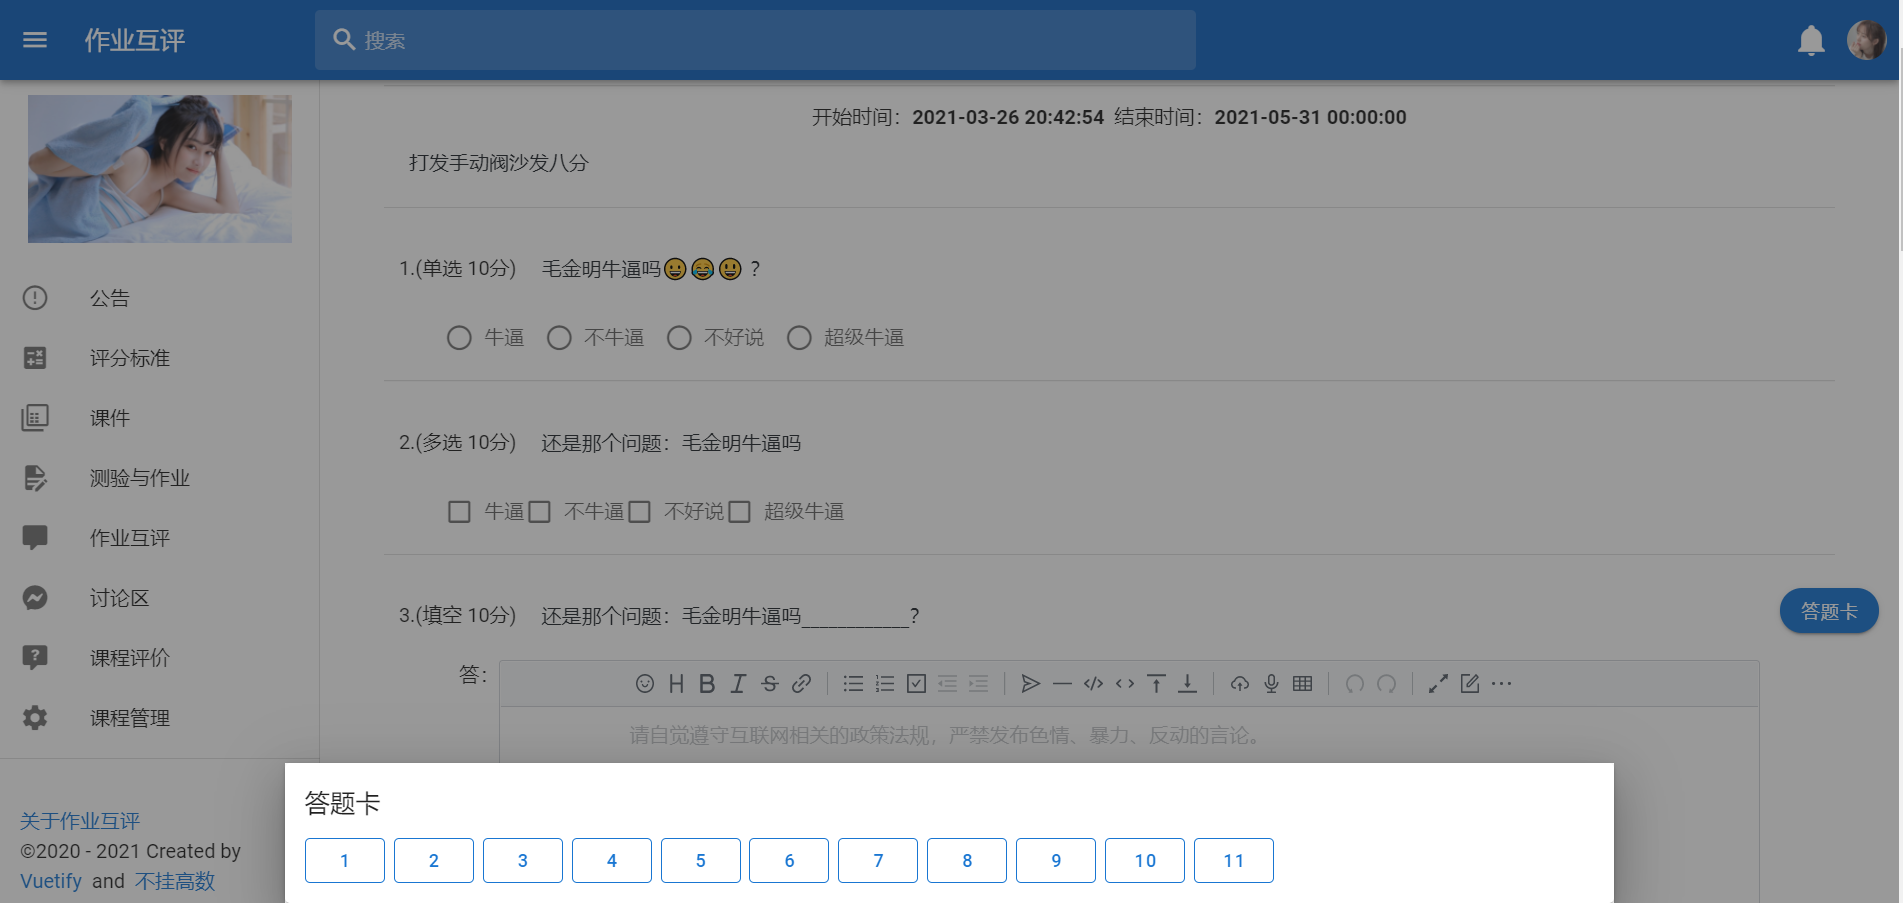 作业互评
搜索
开始时间：2021-03-26 20:42:54 结束时间：2021-05-31 00:00:00
打发手动阀沙发八分
1.(单选 10分) 毛金明牛逼吗😀😂😃？
牛逼 不牛逼 不好说 超级牛逼
2.(多选 10分) 还是那个问题：毛金明牛逼吗
牛逼 不牛逼 不好说 超级牛逼
3.(填空 10分) 还是那个问题：毛金明牛逼吗____________?
答：
请自觉遵守互联网相关的政策法规，严禁发布色情、暴力、反动的言论。
答题卡
公告
评分标准
课件
测验与作业
作业互评
讨论区
课程评价
课程管理
关于作业互评
©2020 - 2021 Created by
Vuetify and 不挂高数
答题卡
1 2 3 4 5 6 7 8 9 10 11